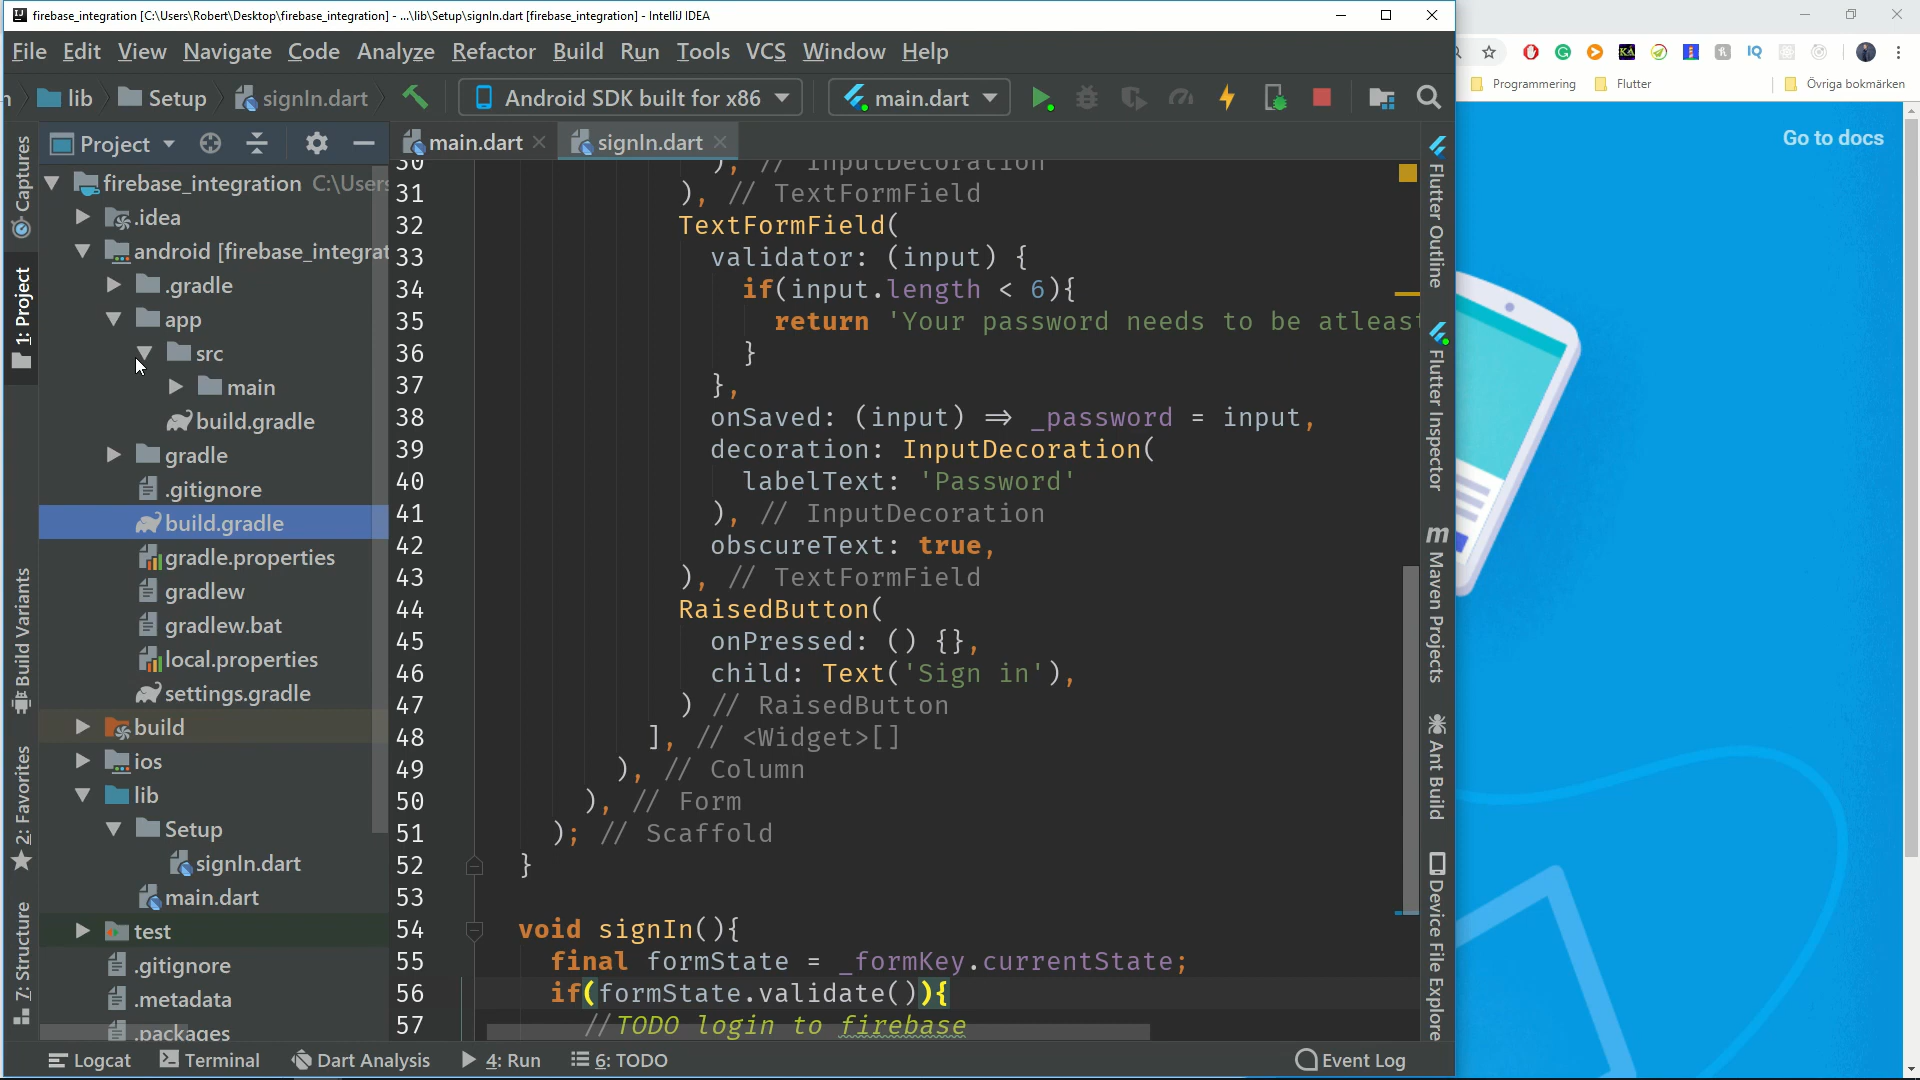 firebase_integration [C:\Users\Robert\Desktop\firebase_integration] - ...\lib\Setup\signIn.dart [firebase_integration] - IntelliJ IDEA
File Edit View Navigate Code Analyze Refactor Build Run Tools VCS Window Help
lib Setup signIn.dart Android SDK built for x86 main.dart
Programming Flutter Övriga bokmärken
Go to docs
Project
main.dart signIn.dart
firebase_integration C:\Users
.idea
android [firebase_integrat
.gradle
app
src
main
build.gradle
gradle
.gitignore
build.gradle
gradle.properties
gradlew
gradlew.bat
local.properties
settings.gradle
build
ios
lib
Setup
signIn.dart
main.dart
test
.gitignore
.metadata
.packages
30 ), // InputDecoration
31 ), // TextFormField
32 TextFormField(
33 validator: (input) {
34 if(input.length < 6){
35 return 'Your password needs to be atleast
36 }
37 },
38 onSaved: (input) => _password = input,
39 decoration: InputDecoration(
40 labelText: 'Password'
41 ), // InputDecoration
42 obscureText: true,
43 ), // TextFormField
44 RaisedButton(
45 onPressed: () {},
46 child: Text('Sign in'),
47 ) // RaisedButton
48 ], // <Widget>[]
49 ), // Column
50 ), // Form
51 ); // Scaffold
52 }
53
54 void signIn(){
55 final formState = _formKey.currentState;
56 if(formState.validate()){
57 //TODO login to firebase
Captures
1: Project
Build Variants
2: Favorites
7: Structure
Flutter Outline
Flutter Inspector
Maven Projects
Ant Build
Device File Explore
Logcat Terminal Dart Analysis 4: Run 6: TODO Event Log